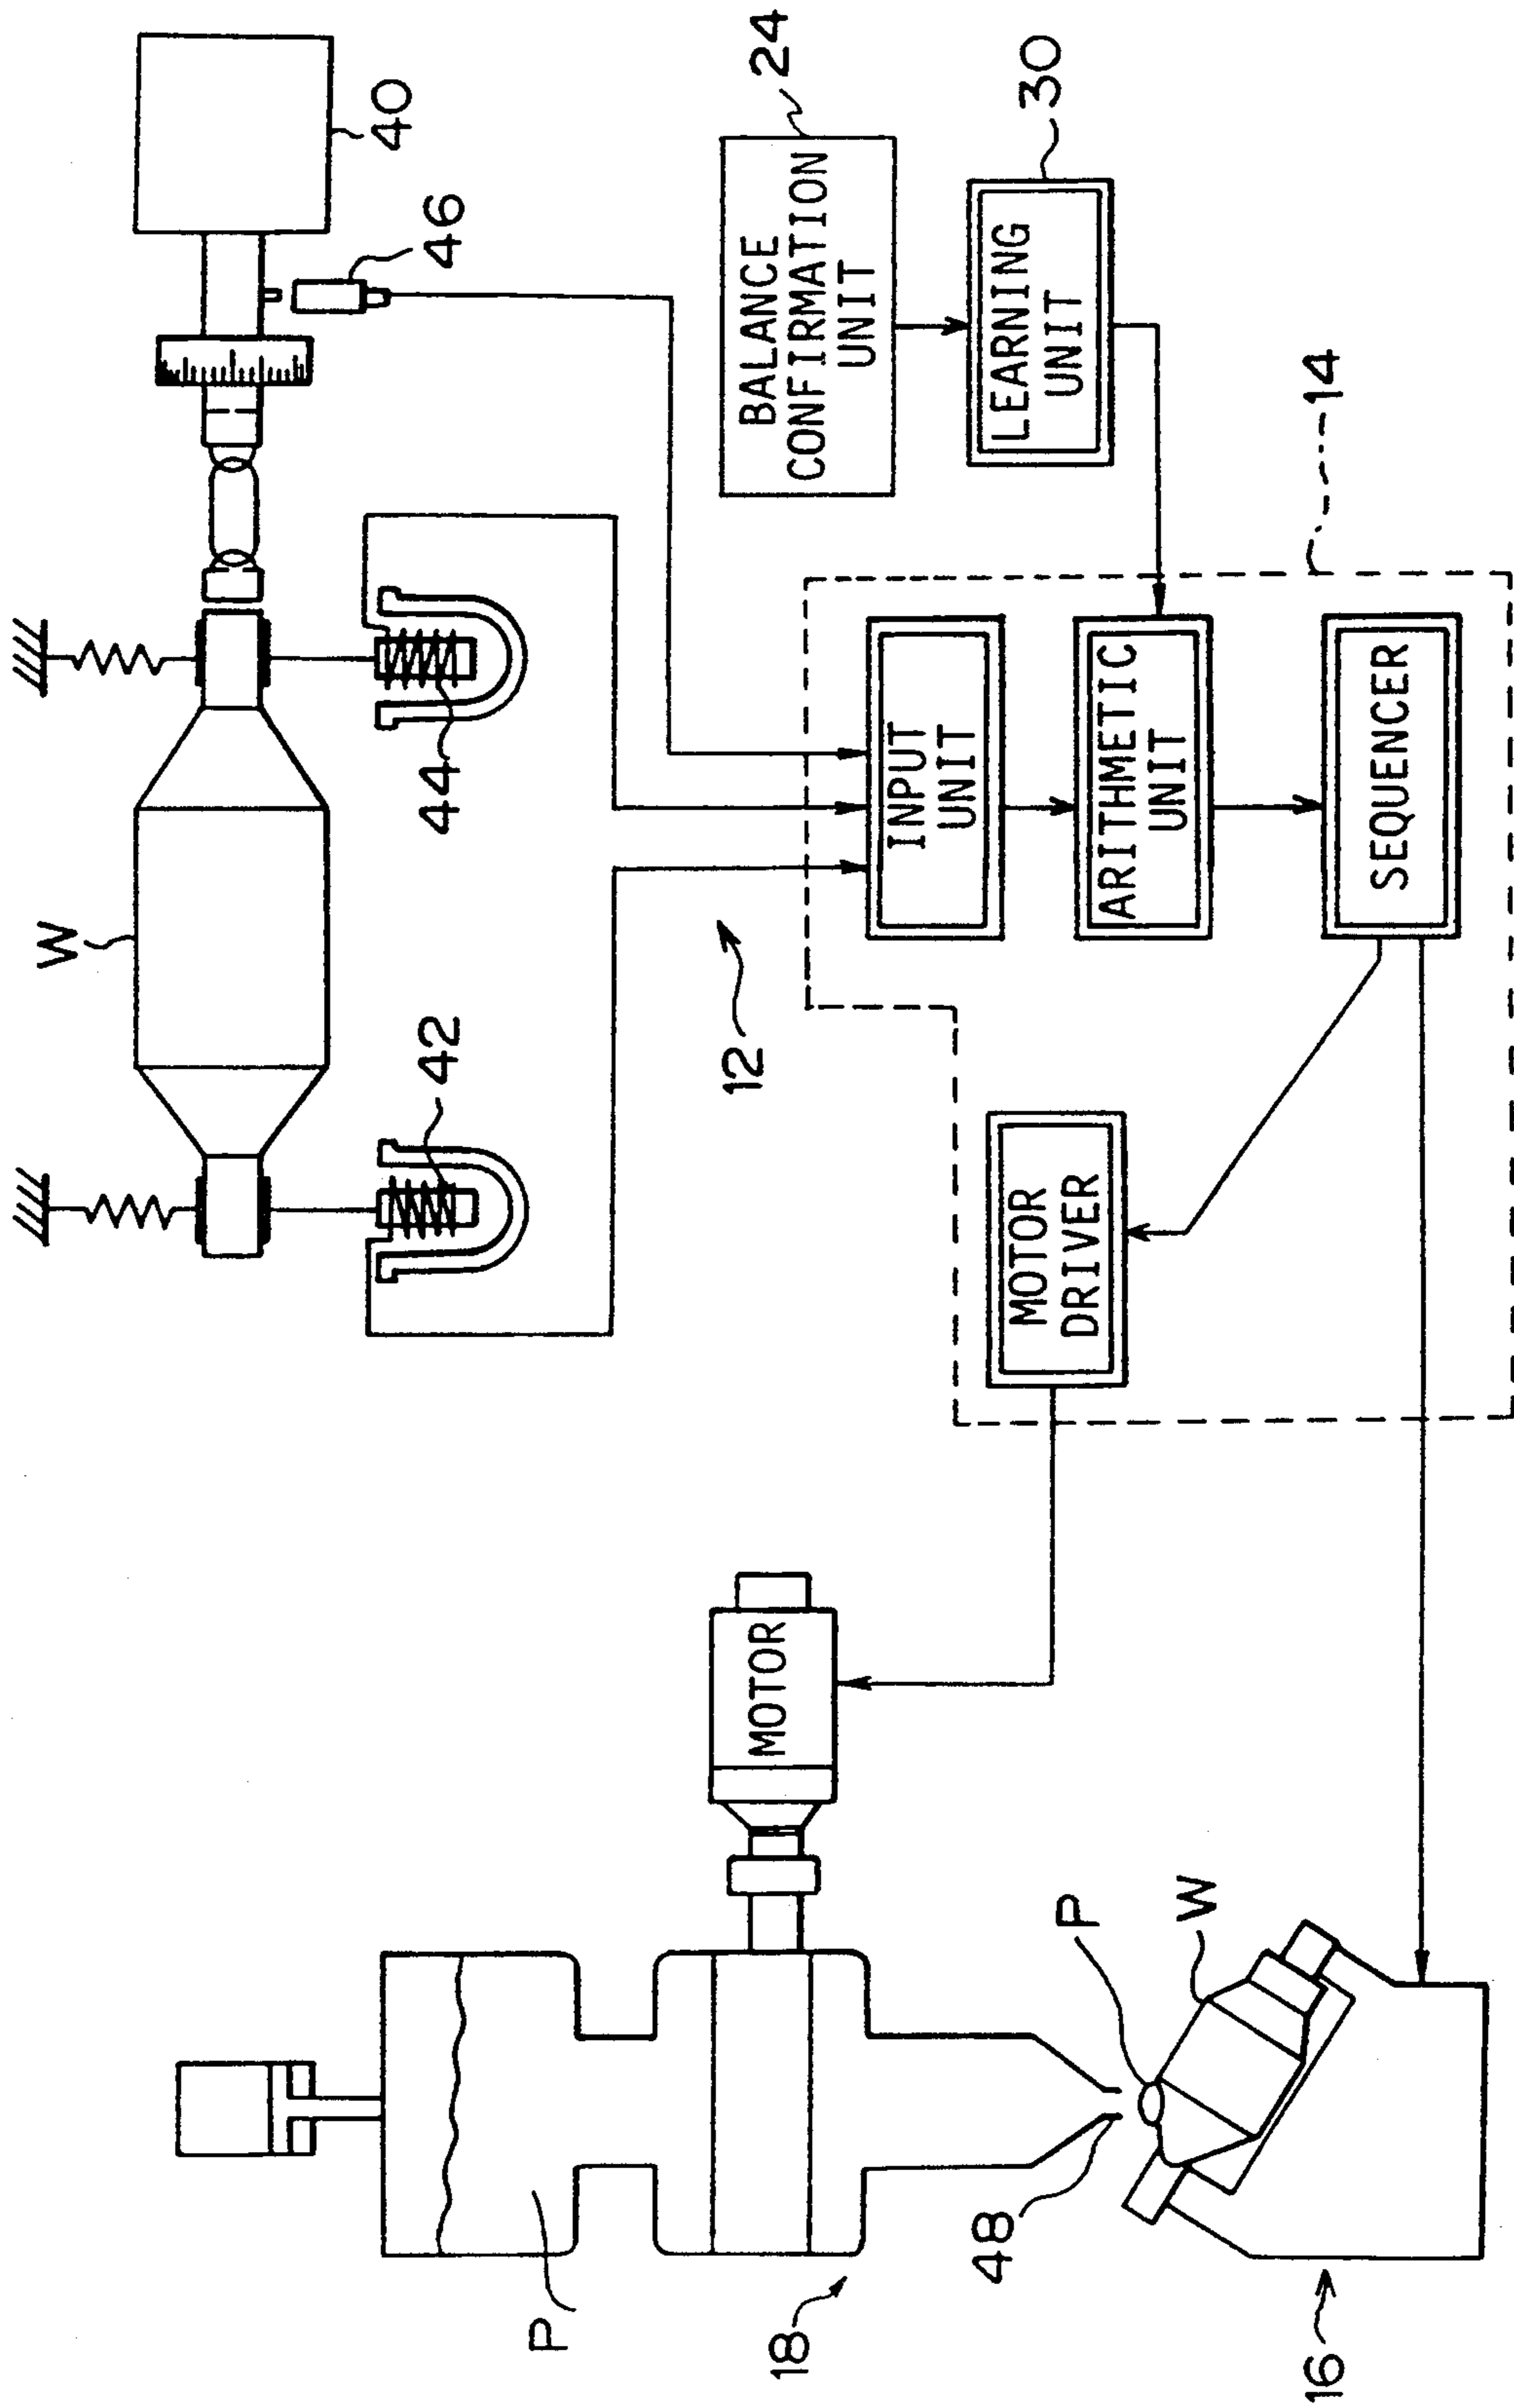 40
46
W
44
42
24
BALANCE
CONFIRMATION
UNIT
30
LEARNING
UNIT
12
14
INPUT
UNIT
ARITHMETIC
UNIT
SEQUENCER
MOTOR
DRIVER
MOTOR
P
18
48
P
W
16